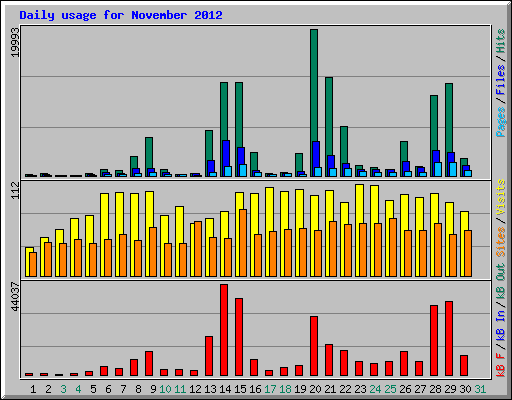 Daily usage for November 2012
19993
Pages / Files / Hits
112
Sites / Visits
44037
kB F / kB In / kB Out
1 2 3 4 5 6 7 8 9 10 11 12 13 14 15 16 17 18 19 20 21 22 23 24 25 26 27 28 29 30 31